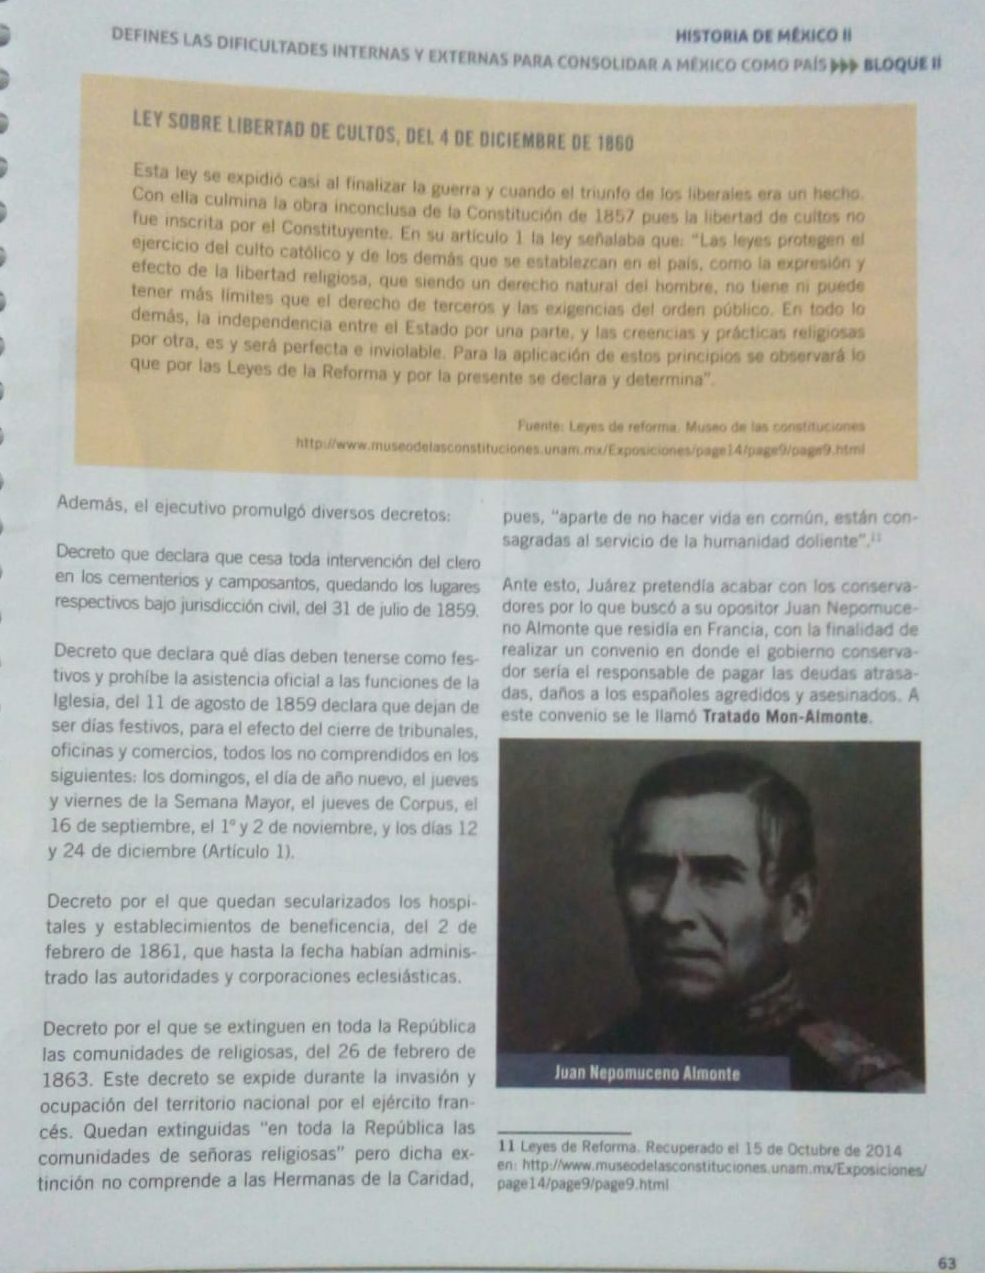 HISTORIA DE MÉXICO II
DEFINES LAS DIFICULTADES INTERNAS Y EXTERNAS PARA CONSOLIDAR A MÉXICO COMO PAÍS BLOQUE II
LEY SOBRE LIBERTAD DE CULTOS, DEL 4 DE DICIEMBRE DE 1860
Esta ley se expidió casi al finalizar la guerra y cuando el triunfo de los liberales era un hecho.
Con ella culmina la obra inconclusa de la Constitución de 1857 pues la libertad de cultos no
fue inscrita por el Constituyente. En su artículo 1 la ley señalaba que: "Las leyes protegen el
ejercicio del culto católico y de los demás que se establezcan en el país, como la expresión y
efecto de la libertad religiosa, que siendo un derecho natural del hombre, no tiene ni puede
tener más límites que el derecho de terceros y las exigencias del orden público. En todo lo
demás, la independencia entre el Estado por una parte, y las creencias y prácticas religiosas
por otra, es y será perfecta e inviolable. Para la aplicación de estos principios se observará lo
que por las Leyes de la Reforma y por la presente se declara y determina".
Fuente: Leyes de reforma. Museo de las constituciones
http://www.museodelasconstituciones.unam.mx/Exposiciones/page14/page9/page9.html
Además, el ejecutivo promulgó diversos decretos:
Decreto que declara que cesa toda intervención del clero
en los cementerios y camposantos, quedando los lugares
respectivos bajo jurisdicción civil, del 31 de julio de 1859.
Decreto que declara qué días deben tenerse como fes-
tivos y prohíbe la asistencia oficial a las funciones de la
Iglesia, del 11 de agosto de 1859 declara que dejan de
ser días festivos, para el efecto del cierre de tribunales,
oficinas y comercios, todos los no comprendidos en los
siguientes: los domingos, el día de año nuevo, el jueves
y viernes de la Semana Mayor, el jueves de Corpus, el
16 de septiembre, el 1º y 2 de noviembre, y los días 12
y 24 de diciembre (Artículo 1).
Decreto por el que quedan secularizados los hospi-
tales y establecimientos de beneficencia, del 2 de
febrero de 1861, que hasta la fecha habían adminis-
trado las autoridades y corporaciones eclesiásticas.
Decreto por el que se extinguen en toda la República
las comunidades de religiosas, del 26 de febrero de
1863. Este decreto se expide durante la invasión y
ocupación del territorio nacional por el ejército fran-
cés. Quedan extinguidas "en toda la República las
comunidades de señoras religiosas" pero dicha ex-
tinción no comprende a las Hermanas de la Caridad,
pues, "aparte de no hacer vida en común, están con-
sagradas al servicio de la humanidad doliente".11
Ante esto, Juárez pretendía acabar con los conserva-
dores por lo que buscó a su opositor Juan Nepomuce-
no Almonte que residía en Francia, con la finalidad de
realizar un convenio en donde el gobierno conserva-
dor sería el responsable de pagar las deudas atrasa-
das, daños a los españoles agredidos y asesinados. A
este convenio se le llamó Tratado Mon-Almonte.
Juan Nepomuceno Almonte
11 Leyes de Reforma. Recuperado el 15 de Octubre de 2014
en: http://www.museodelasconstituciones.unam.mx/Exposiciones/
page14/page9/page9.html
63